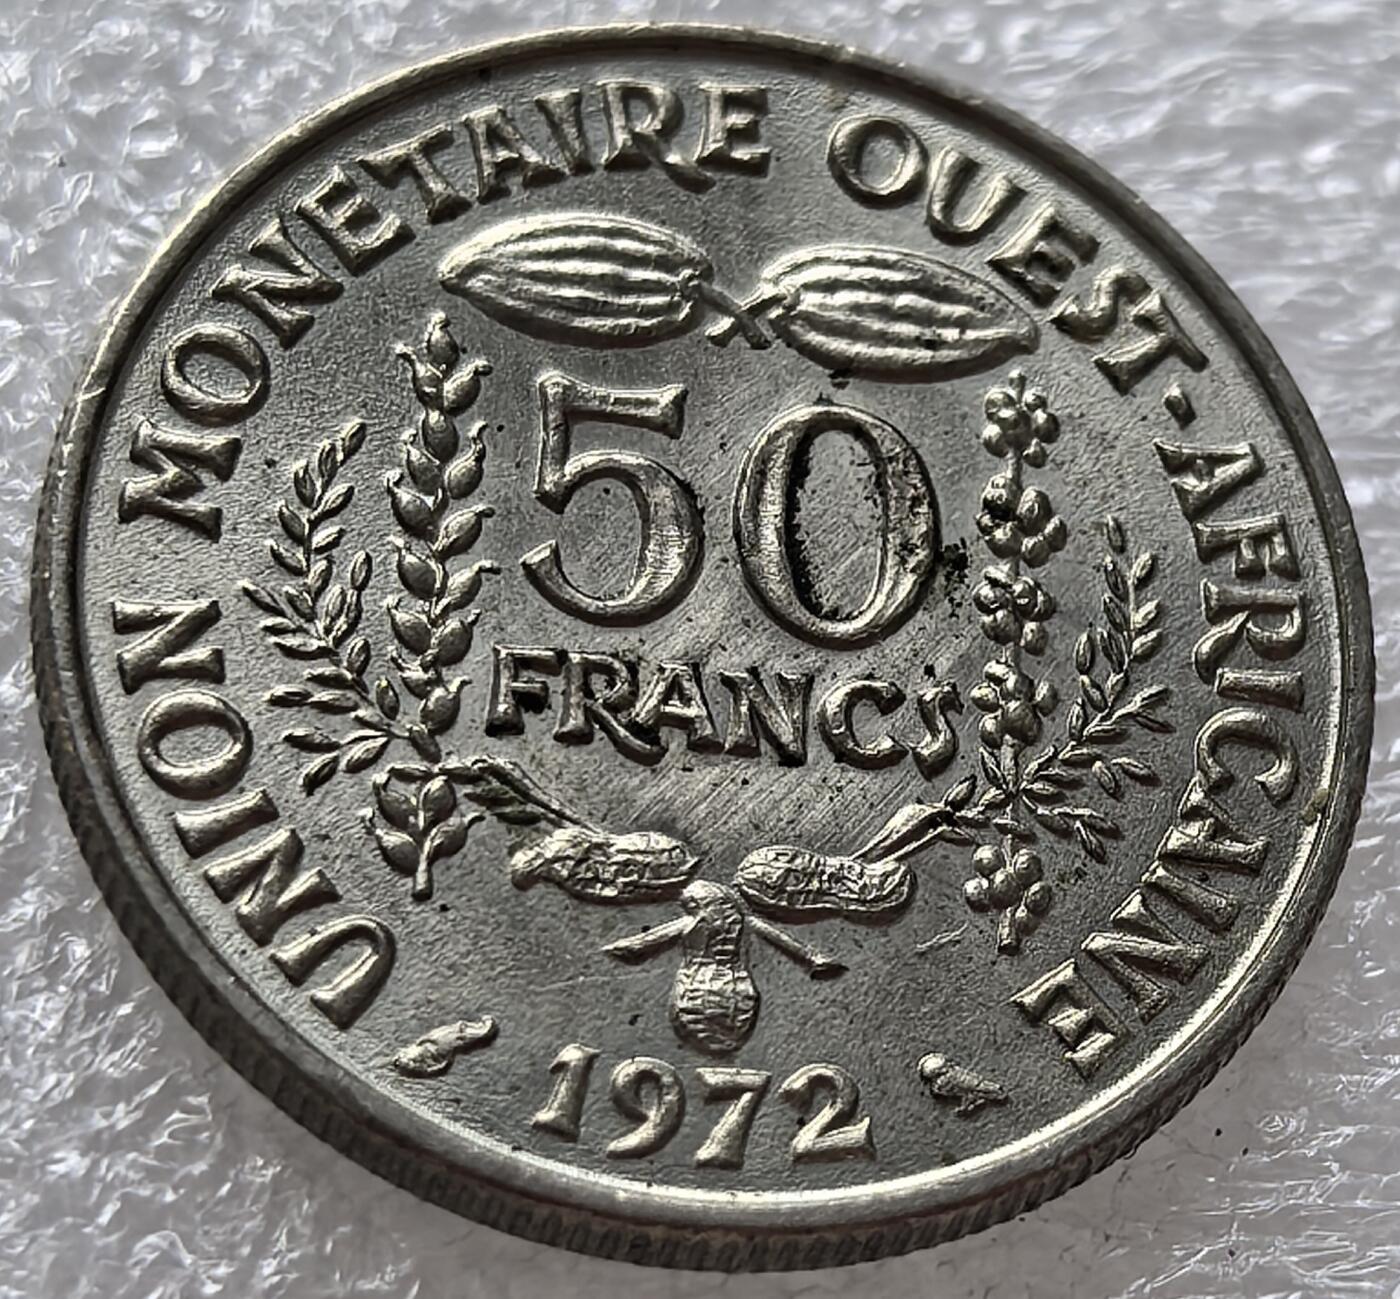 UNION MONETAIRE OUEST-AFRICAINE
50
FRANCS
1972